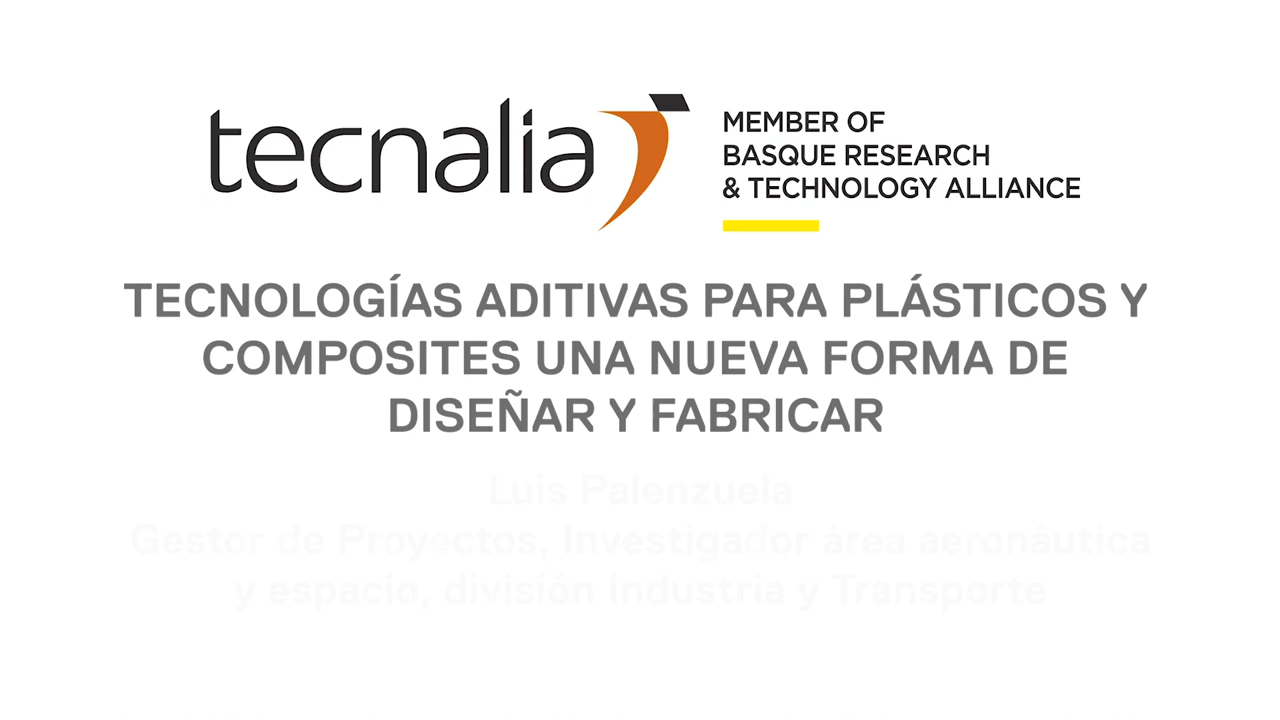 tecnalia
MEMBER OF
BASQUE RESEARCH
& TECHNOLOGY ALLIANCE
TECNOLOGÍAS ADITIVAS PARA PLÁSTICOS Y
COMPOSITES UNA NUEVA FORMA DE
DISEÑAR Y FABRICAR
Luis Palenzuela
Gestor de Proyectos, Investigador área aeronáutica
y espacio, división Industria y Transporte